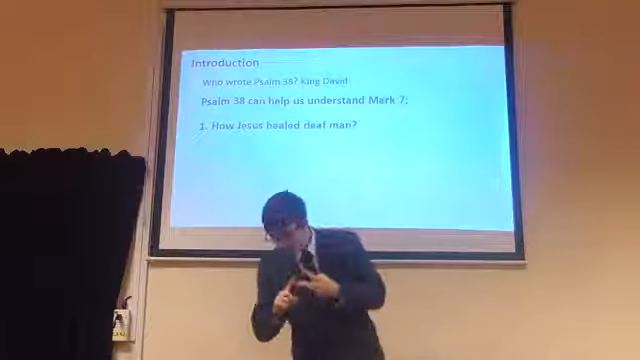 Introduction
Who wrote Psalm 38? King David
Psalm 38 can help us understand Mark 7;
1. How Jesus healed deaf man?